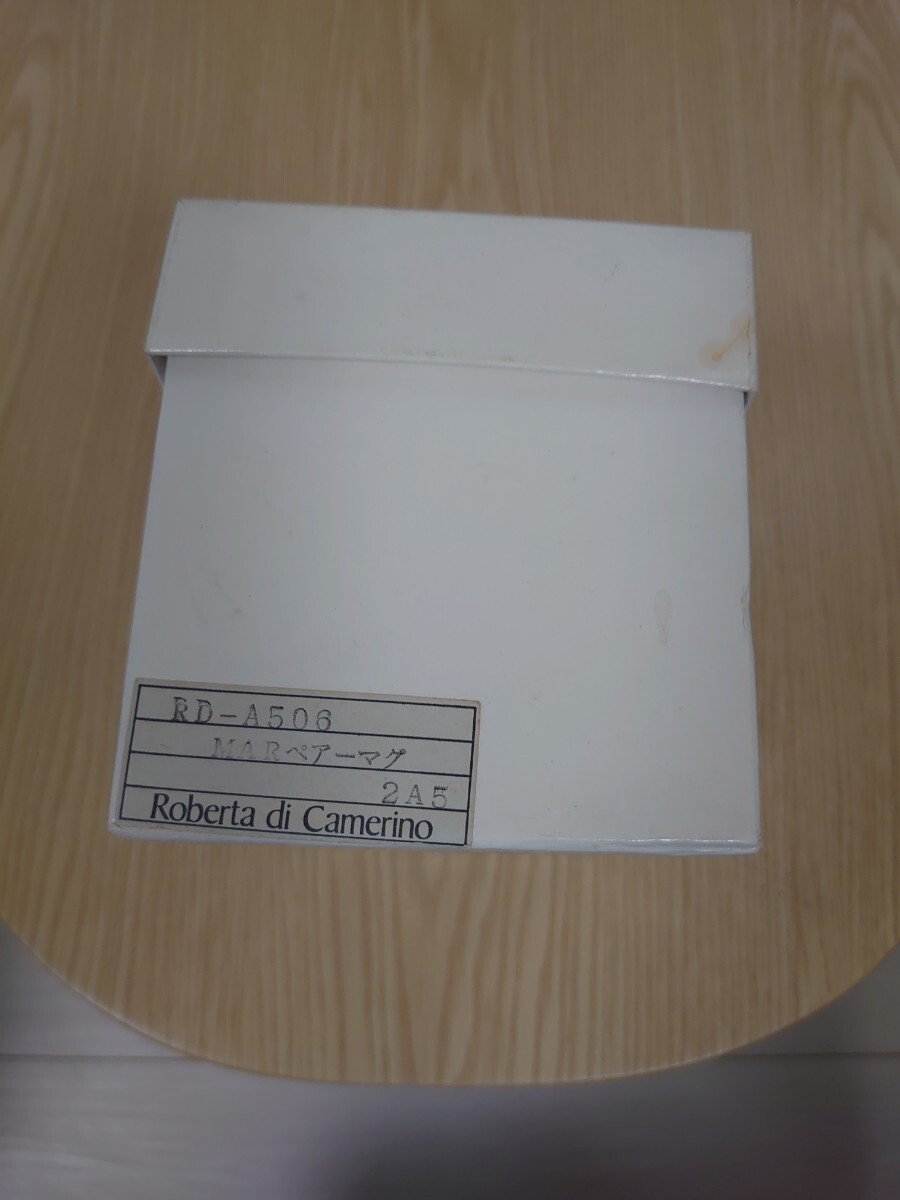 RD-A506
MARペアーマグ
2A5
Roberta di Camerino